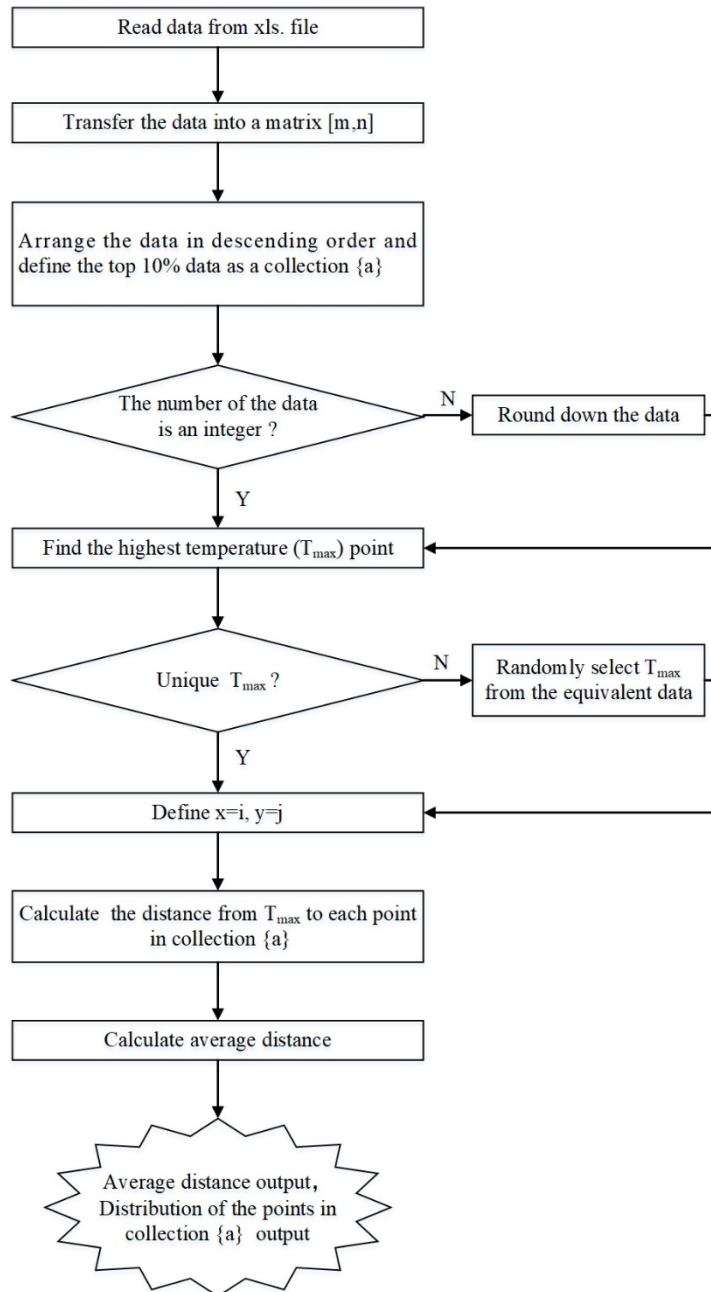 Read data from xls. file
Transfer the data into a matrix [m,n]
Arrange the data in descending order and
define the top 10% data as a collection {a}
The number of the data
is an integer ?
N
Round down the data
Y
Find the highest temperature (Tmax) point
Unique Tmax ?
N
Randomly select Tmax
from the equivalent data
Y
Define x=i, y=j
Calculate the distance from Tmax to each point
in collection {a}
Calculate average distance
Average distance output,
Distribution of the points in
collection {a} output